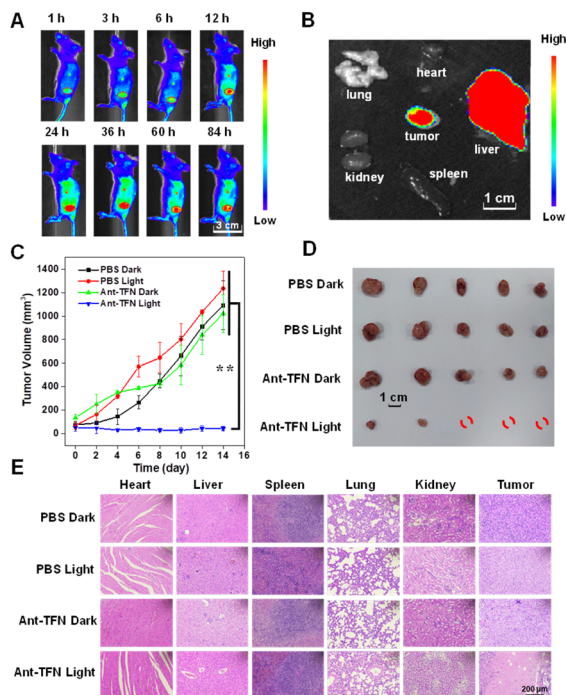 A
1 h 3 h 6 h 12 h
24 h 36 h 60 h 84 h
3 cm
High
Low
B
lung
heart
tumor
liver
kidney
spleen
1 cm
High
Low
C
Tumor Volume (mm³)
1400
1200
1000
800
600
400
200
0
PBS Dark
PBS Light
Ant-TFN Dark
Ant-TFN Light
**
0 2 4 6 8 10 12 14 16
Time (day)
D
PBS Dark
PBS Light
Ant-TFN Dark
1 cm
Ant-TFN Light
E
Heart Liver Spleen Lung Kidney Tumor
PBS Dark
PBS Light
Ant-TFN Dark
Ant-TFN Light
200 μm